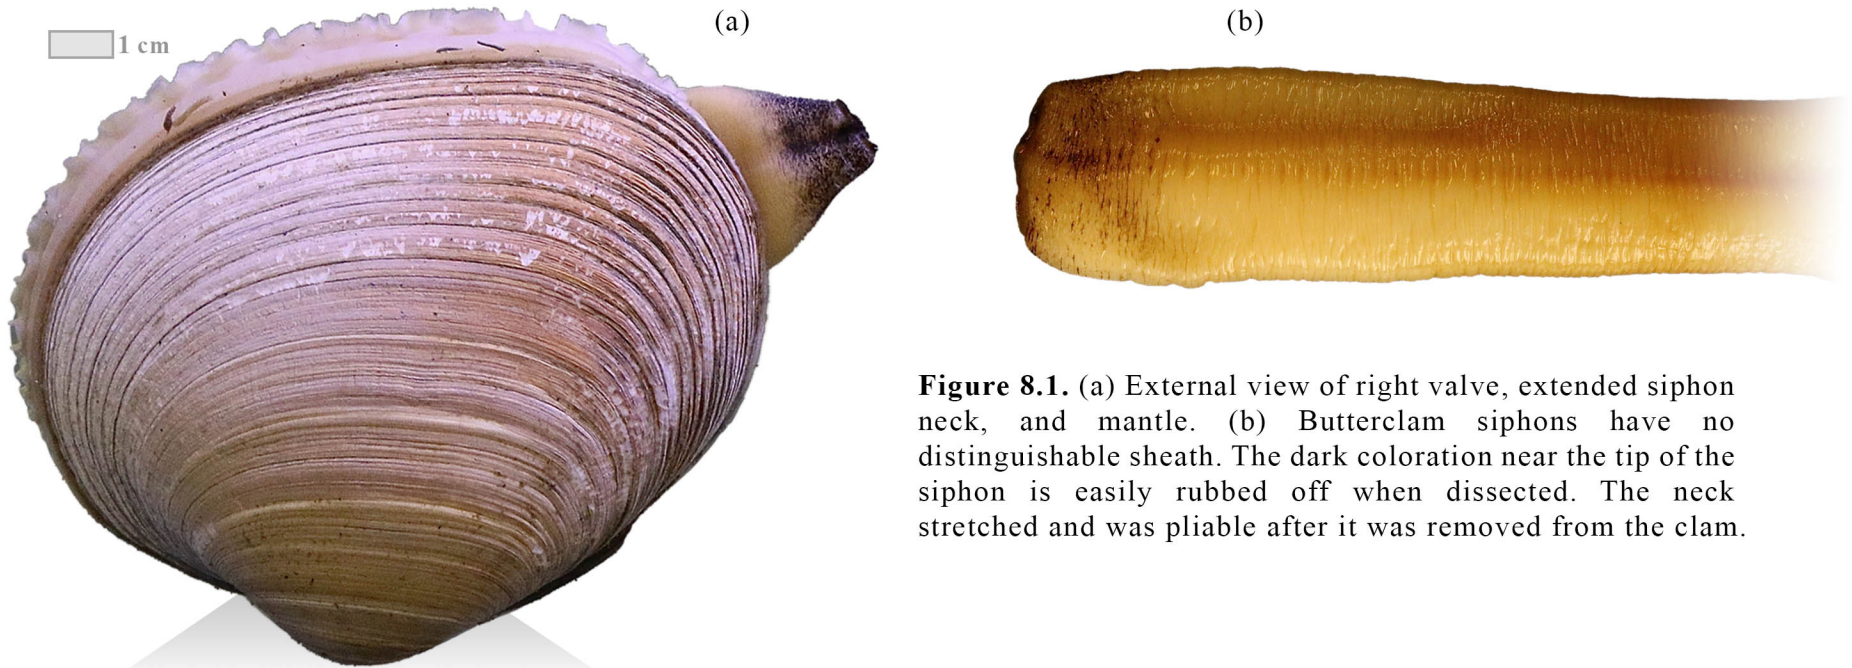 (a)
(b)
1 cm
Figure 8.1. (a) External view of right valve, extended siphon
neck, and mantle. (b) Butterclam siphons have no
distinguishable sheath. The dark coloration near the tip of the
siphon is easily rubbed off when dissected. The neck
stretched and was pliable after it was removed from the clam.